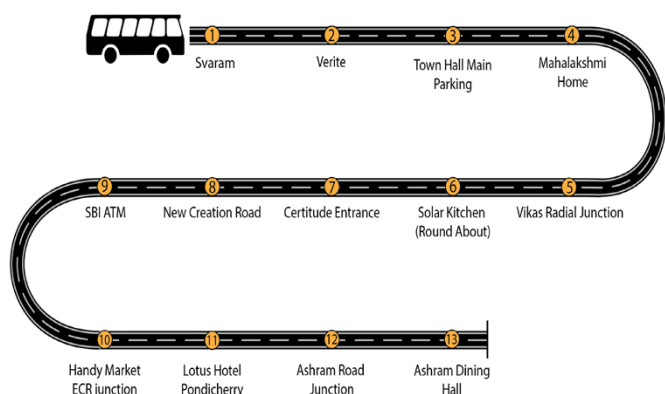 1 2 3 4
Svaram Verite Town Hall Main Parking Mahalakshmi Home
9 8 7 6 5
SBI ATM New Creation Road Certitude Entrance Solar Kitchen (Round About) Vikas Radial Junction
10 11 12 13
Handy Market ECR junction Lotus Hotel Pondicherry Ashram Road Junction Ashram Dining Hall